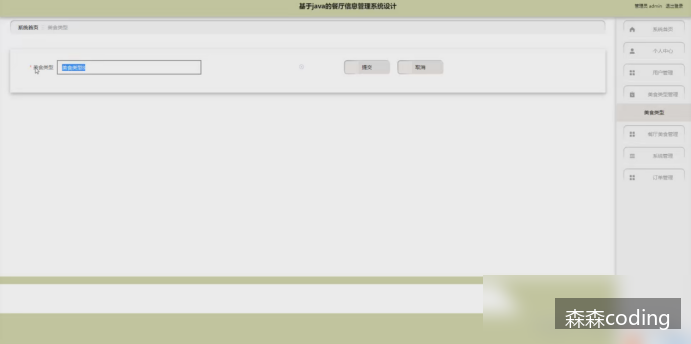 基于java的餐厅信息管理系统设计
管理员 admin 退出登录
系统首页 / 美食类型
* 美食类型
提交
取消
系统首页
个人中心
用户管理
美食类型管理
美食类型
餐厅美食管理
系统管理
订单管理
森森coding